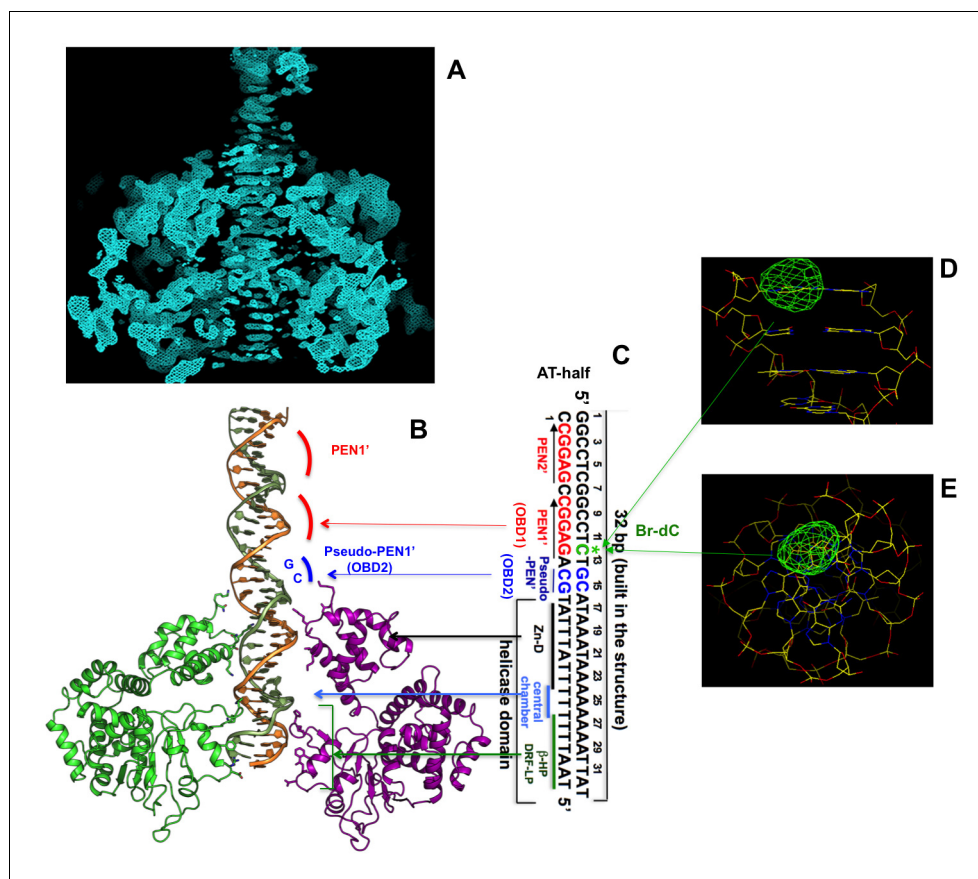 A
B
PEN1'
Pseudo-PEN1'
(OBD2)
G
C
C
AT-half
5'
1
PEN2'
PEN1'
(OBD1)
Pseudo
-PEN'
(OBD2)
Zn-D
central
chamber
β-HP
DRF-LP
helicase domain
5'
1
3
5
7
9
11
13
15
17
19
21
23
25
27
29
31
32 bp (built in the structure)
Br-dC
D
E